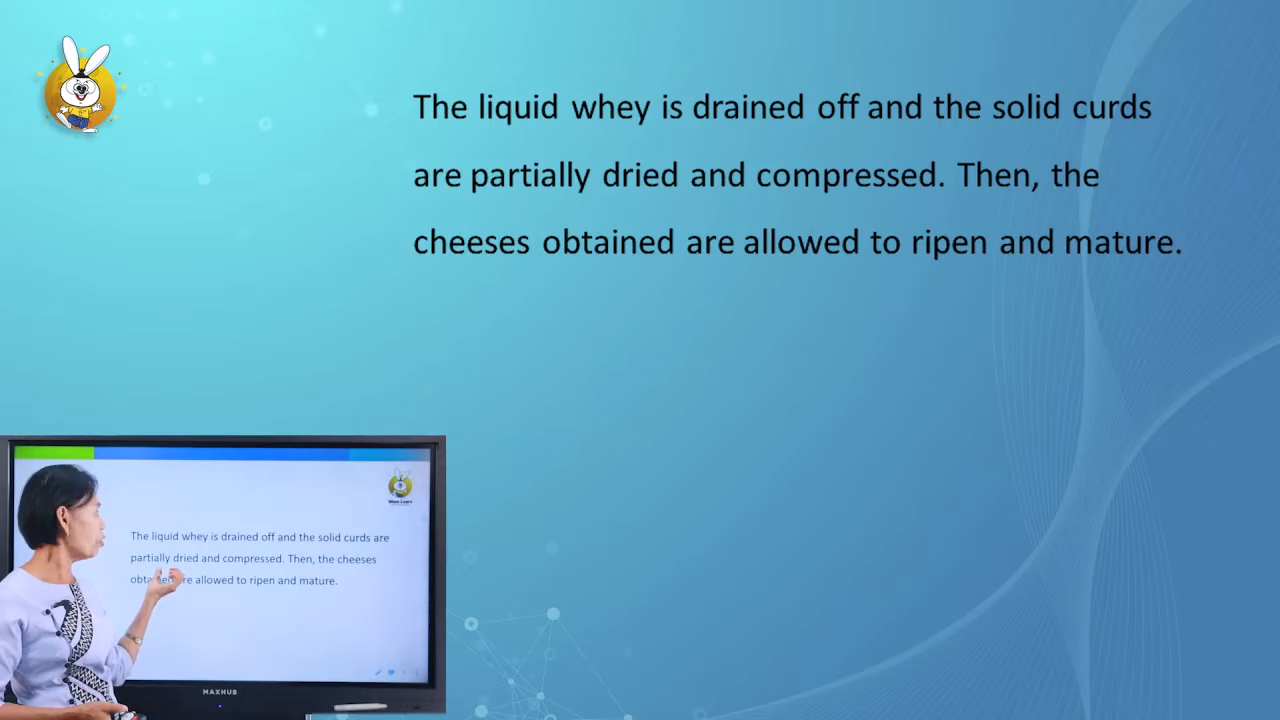 The liquid whey is drained off and the solid curds
are partially dried and compressed. Then, the
cheeses obtained are allowed to ripen and mature.
The liquid whey is drained off and the solid curds are
partially dried and compressed. Then, the cheeses
are allowed to ripen and mature.
MAXHUB